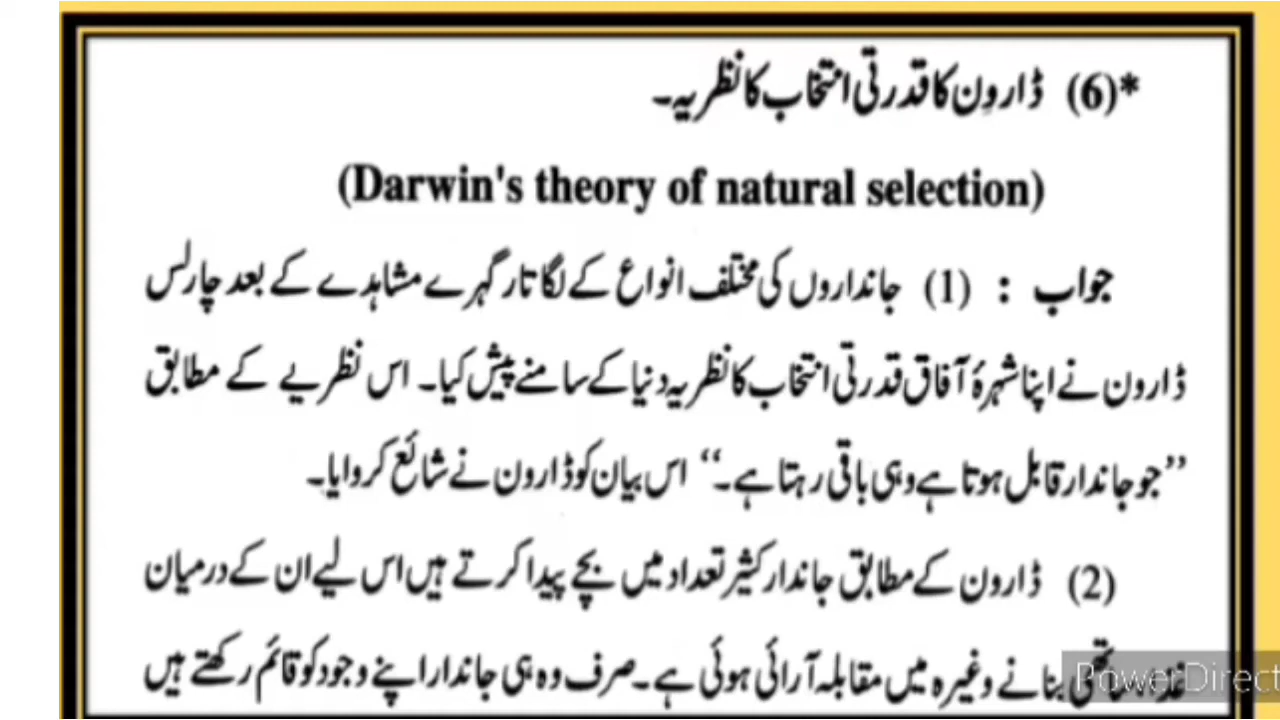 *(6) ڈارون کا قدرتی انتخاب کا نظریہ۔
(Darwin's theory of natural selection)
جواب : (1) جانداروں کی مختلف انواع کے لگاتار گہرے مشاہدے کے بعد چارلس
ڈارون نے اپنا شہرۂ آفاق قدرتی انتخاب کا نظریہ دنیا کے سامنے پیش کیا۔ اس نظریے کے مطابق
’’جو جاندار قابل ہوتا ہے وہی باقی رہتا ہے۔‘‘ اس بیان کو ڈارون نے شائع کروایا۔
(2) ڈارون کے مطابق جاندار کثیر تعداد میں بچے پیدا کرتے ہیں اس لیے ان کے درمیان
بنانے وغیرہ میں مقابلہ آرائی ہوئی ہے۔ صرف وہ ہی جاندار اپنے وجود کو قائم رکھتے ہیں
PowerDirect